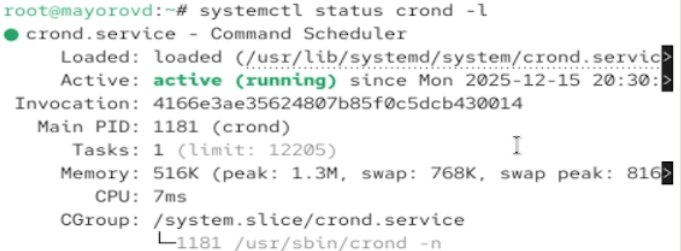 root@mayorovd:~# systemctl status crond -l
● crond.service - Command Scheduler
Loaded: loaded (/usr/lib/systemd/system/crond.servic>
Active: active (running) since Mon 2025-12-15 20:30:>
Invocation: 4166e3ae35624807b85f0c5dcb430014
Main PID: 1181 (crond)
Tasks: 1 (limit: 12205)
Memory: 516K (peak: 1.3M, swap: 768K, swap peak: 816>
CPU: 7ms
CGroup: /system.slice/crond.service
└─1181 /usr/sbin/crond -n